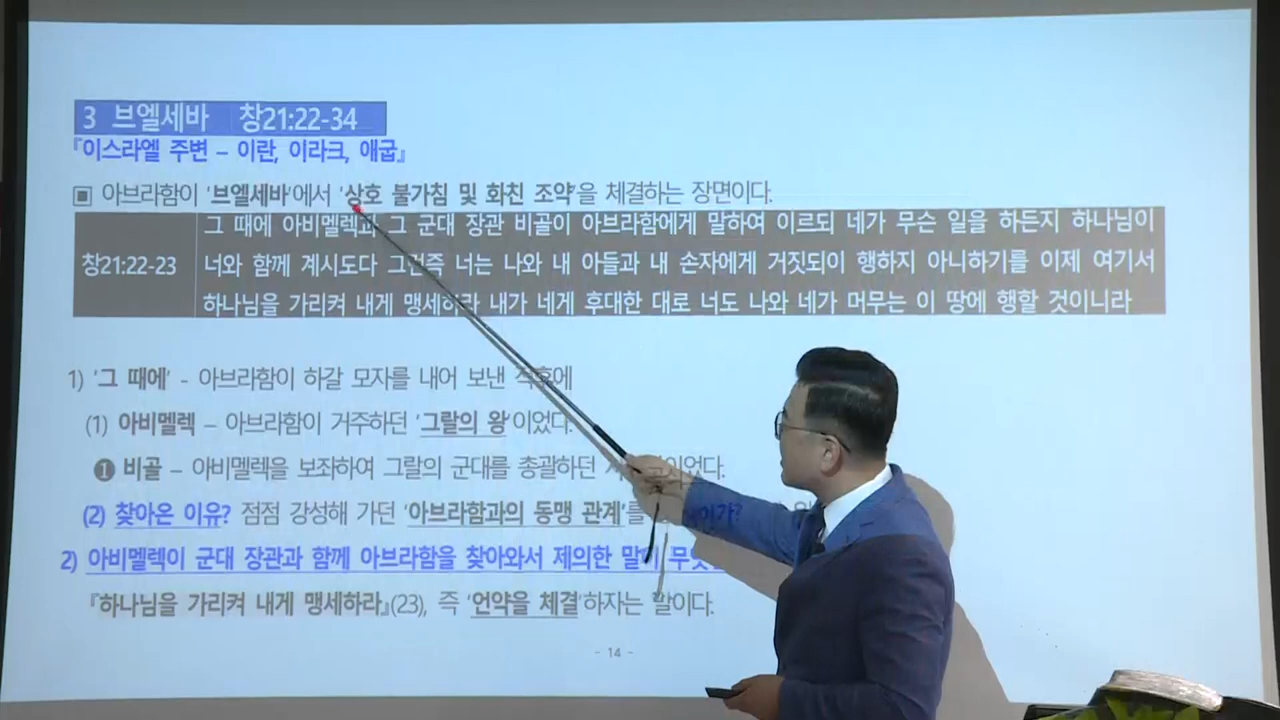 3 브엘세바 창21:22-34
『이스라엘 주변 – 이란, 이라크, 애굽』
▣ 아브라함이 '브엘세바'에서 '상호 불가침 및 화친 조약'을 체결하는 장면이다.
창21:22-23
그 때에 아비멜렉과 그 군대 장관 비골이 아브라함에게 말하여 이르되 네가 무슨 일을 하든지 하나님이
너와 함께 계시도다 그런즉 너는 나와 내 아들과 내 손자에게 거짓되이 행하지 아니하기를 이제 여기서
하나님을 가리켜 내게 맹세하라 내가 네게 후대한 대로 너도 나와 네가 머무는 이 땅에 행할 것이니라
1) '그 때에' - 아브라함이 하갈 모자를 내어 보낸 직후에
(1) 아비멜렉 – 아브라함이 거주하던 '그랄의 왕'이었다.
❶ 비골 – 아비멜렉을 보좌하여 그랄의 군대를 총괄하던
(2) 찾아온 이유? 점점 강성해 가던 '아브라함과의 동맹 관계'를
2) 아비멜렉이 군대 장관과 함께 아브라함을 찾아와서 제의한 말이
『하나님을 가리켜 내게 맹세하라』(23), 즉 '언약을 체결'하자는 말이다.
- 14 -